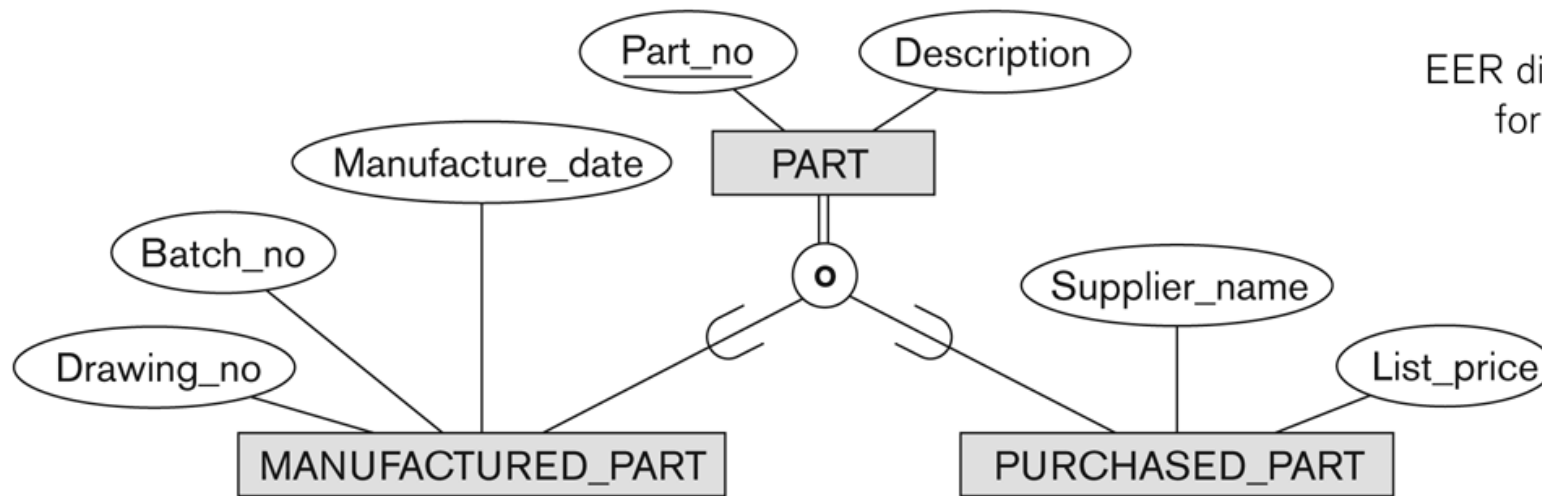 Part_no
Description
EER di
for
Manufacture_date
PART
Batch_no
o
Supplier_name
Drawing_no
List_price
MANUFACTURED_PART
PURCHASED_PART